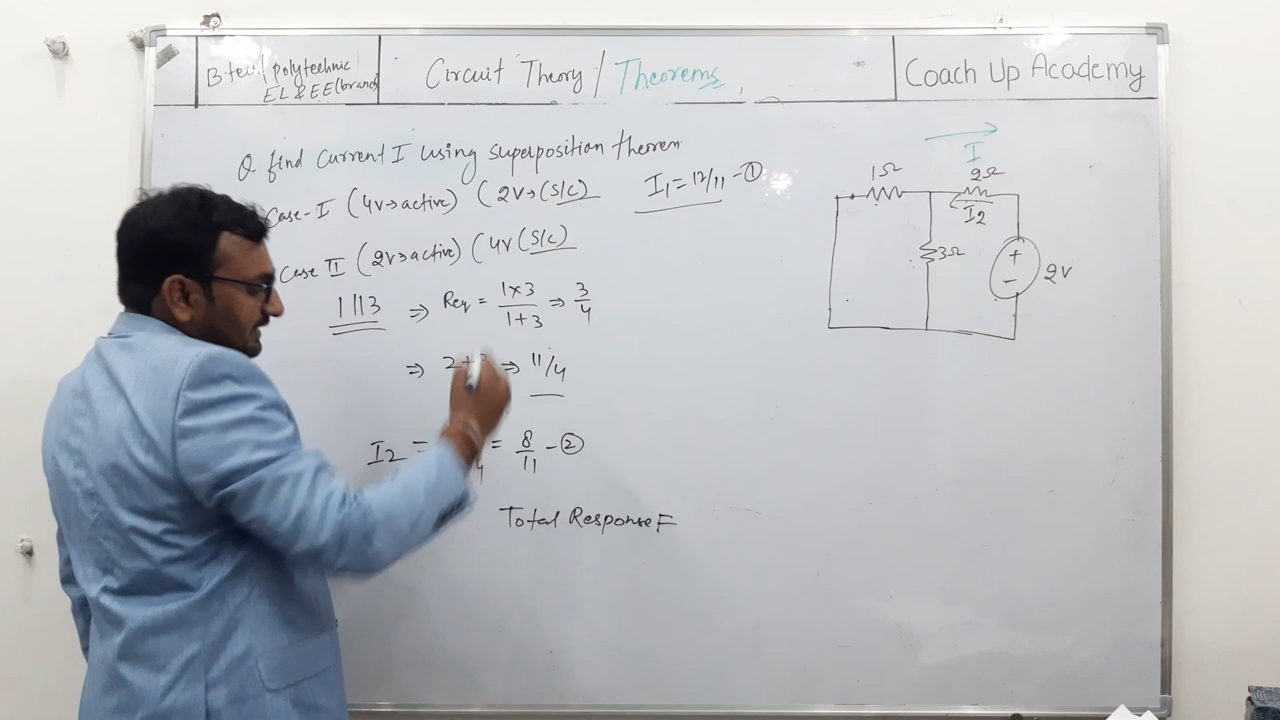 B.tech/polytechnic
EL & EE(branch)
Circuit Theory / Theorems
Coach Up Academy
Q find Current I using superposition theorem.
Case-I (4v→active) (2V→(S/C)
I1 = 12/11 - ①
Case II (2v→active) (4v (S/C)
1||3 ⇒ Req = 1×3/1+3 ⇒ 3/4
⇒ 2+ ⇒ 11/4
I2 = 4 = 8/11 - ②
Total Response =
I
1Ω
2Ω
I2
3Ω
+
-
2v